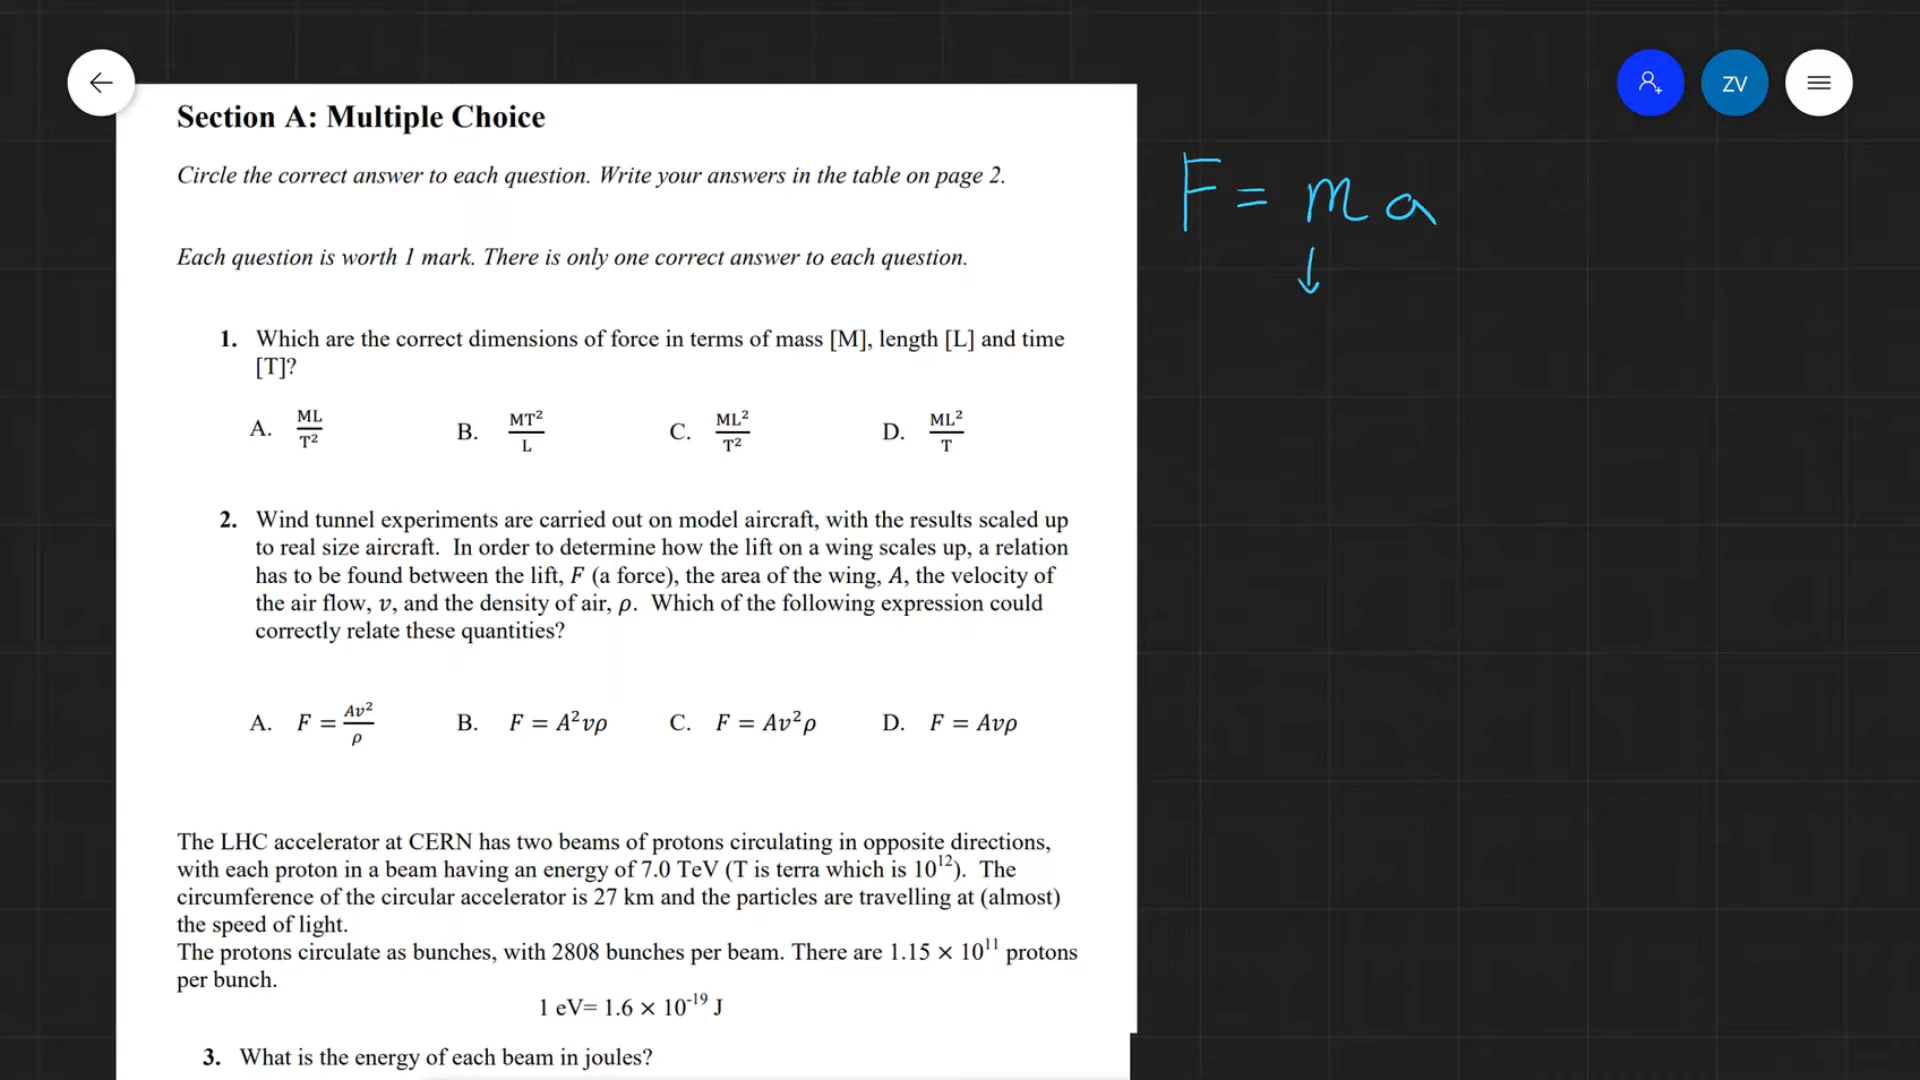 Section A: Multiple Choice
Circle the correct answer to each question. Write your answers in the table on page 2.
Each question is worth 1 mark. There is only one correct answer to each question.
1. Which are the correct dimensions of force in terms of mass [M], length [L] and time
[T]?
A. ML/T² B. MT²/L C. ML²/T² D. ML²/T
2. Wind tunnel experiments are carried out on model aircraft, with the results scaled up
to real size aircraft. In order to determine how the lift on a wing scales up, a relation
has to be found between the lift, F (a force), the area of the wing, A, the velocity of
the air flow, v, and the density of air, ρ. Which of the following expression could
correctly relate these quantities?
A. F = Av²/ρ B. F = A²vρ C. F = Av²ρ D. F = Avρ
The LHC accelerator at CERN has two beams of protons circulating in opposite directions,
with each proton in a beam having an energy of 7.0 TeV (T is terra which is 10¹²). The
circumference of the circular accelerator is 27 km and the particles are travelling at (almost)
the speed of light.
The protons circulate as bunches, with 2808 bunches per beam. There are 1.15 × 10¹¹ protons
per bunch.
1 eV= 1.6 × 10⁻¹⁹ J
3. What is the energy of each beam in joules?
F = ma
↓
ZV